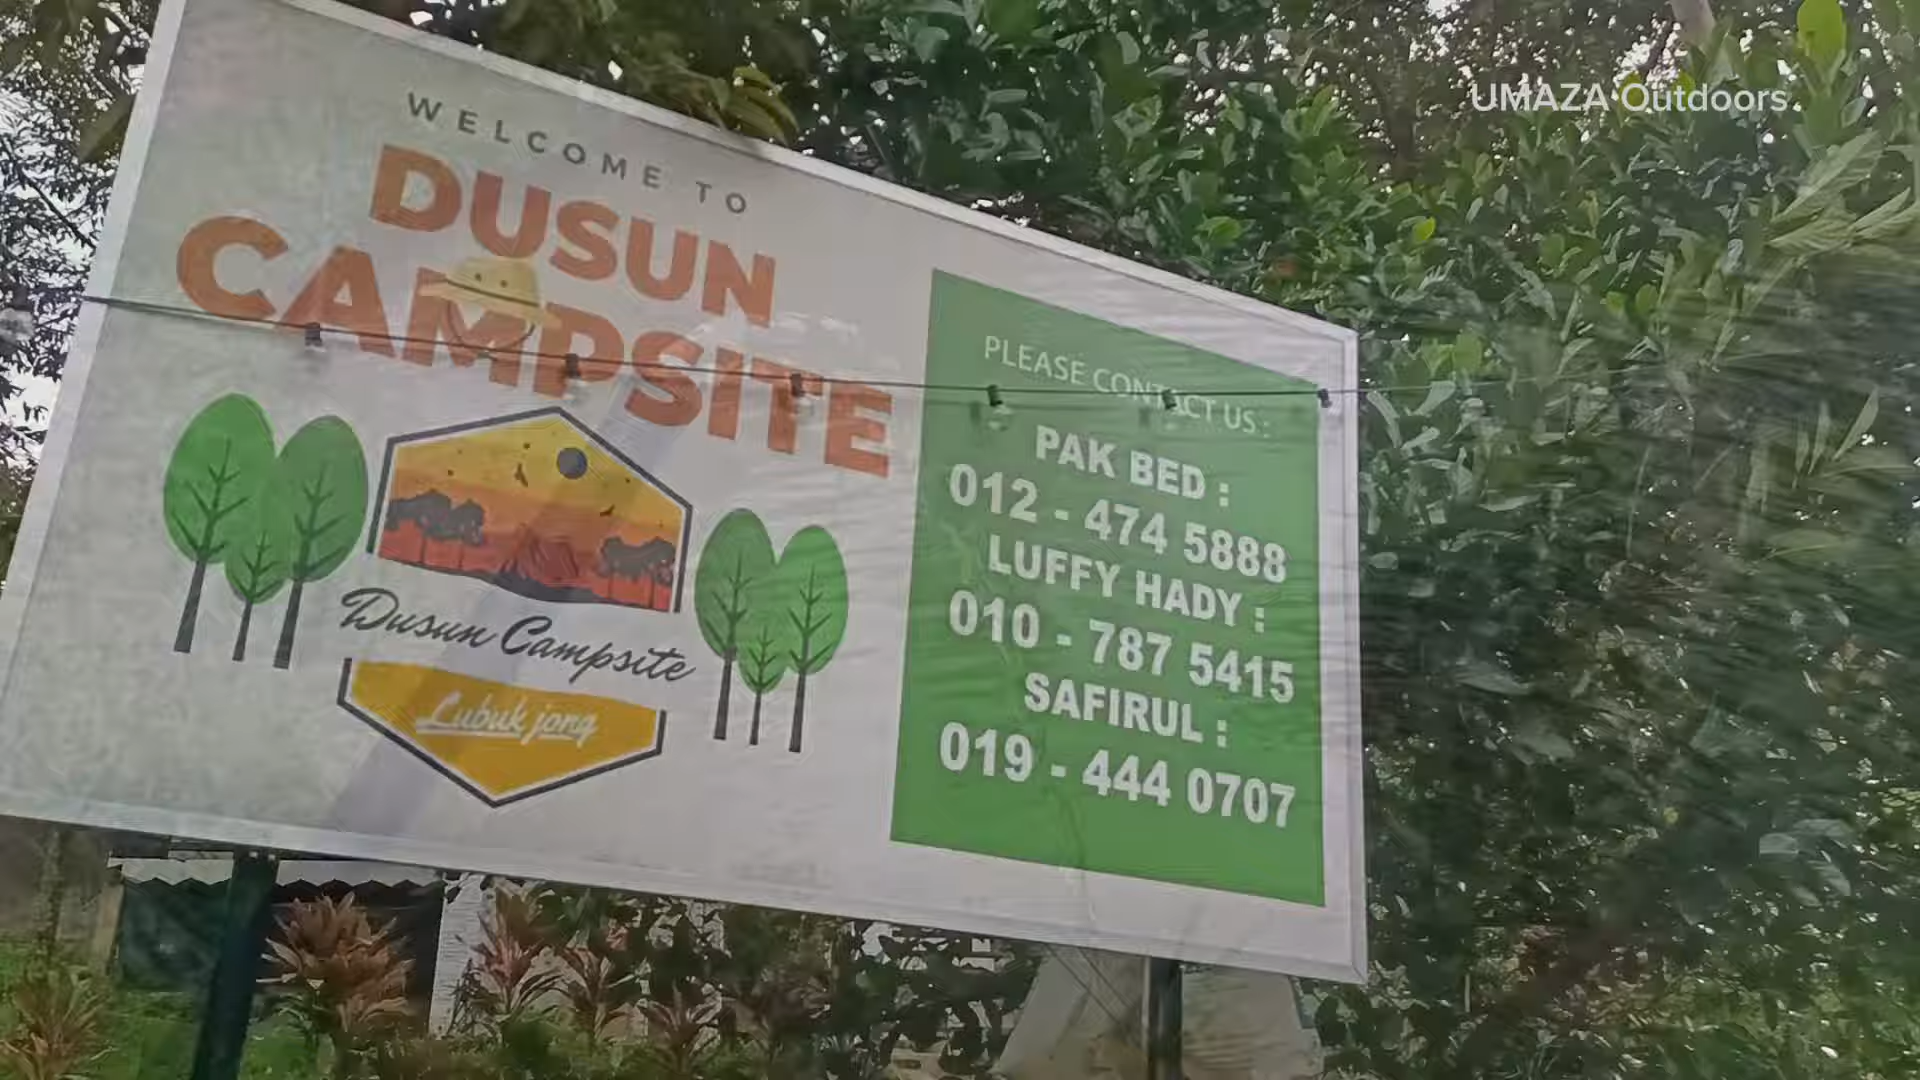 UMAZA Outdoors
WELCOME TO
DUSUN
CAMPSITE
Dusun Campsite
Lubuk jong
PLEASE CONTACT US :
PAK BED :
012 - 474 5888
LUFFY HADY :
010 - 787 5415
SAFIRUL :
019 - 444 0707